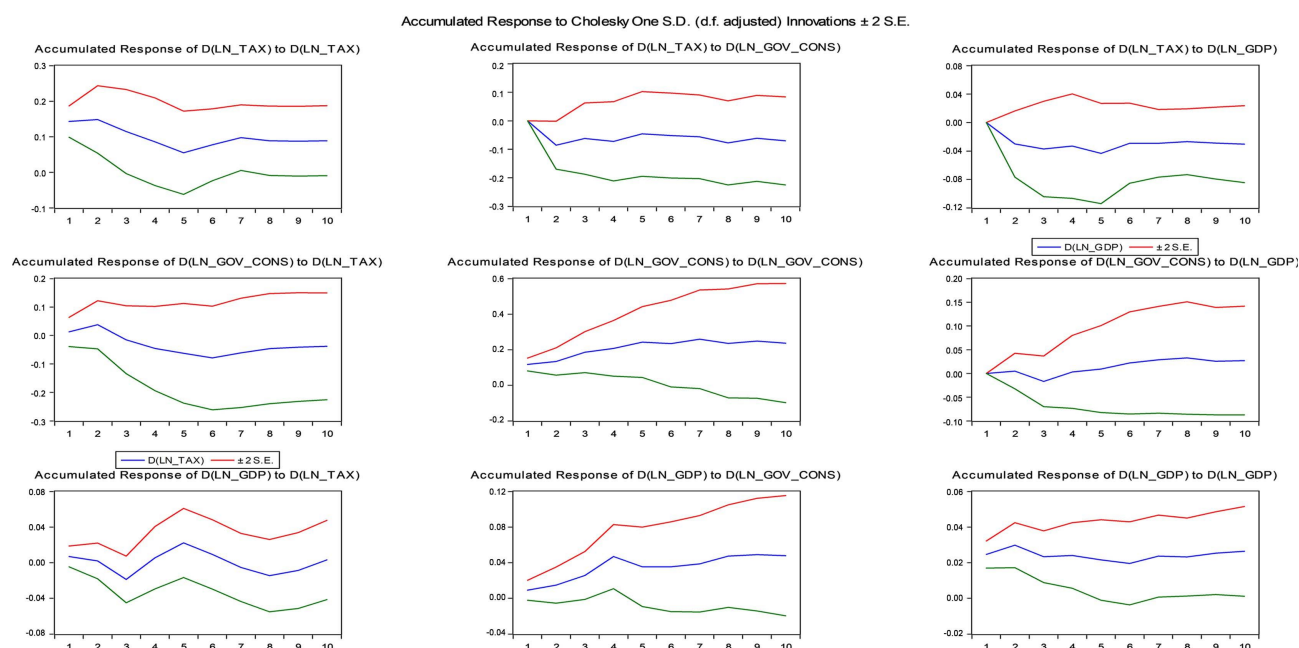 Accumulated Response to Cholesky One S.D. (d.f. adjusted) Innovations ± 2 S.E.
Accumulated Response of D(LN_TAX) to D(LN_TAX)
0.3
0.2
0.1
0.0
-0.1
1 2 3 4 5 6 7 8 9 10
Accumulated Response of D(LN_TAX) to D(LN_GOV_CONS)
0.2
0.1
0.0
-0.1
-0.2
-0.3
1 2 3 4 5 6 7 8 9 10
Accumulated Response of D(LN_TAX) to D(LN_GDP)
0.08
0.04
0.00
-0.04
-0.08
-0.12
1 2 3 4 5 6 7 8 9 10
D(LN_GDP) ± 2 S.E.
Accumulated Response of D(LN_GOV_CONS) to D(LN_TAX)
0.2
0.1
0.0
-0.1
-0.2
-0.3
1 2 3 4 5 6 7 8 9 10
D(LN_TAX) ± 2 S.E.
Accumulated Response of D(LN_GOV_CONS) to D(LN_GOV_CONS)
0.6
0.4
0.2
0.0
-0.2
1 2 3 4 5 6 7 8 9 10
Accumulated Response of D(LN_GOV_CONS) to D(LN_GDP)
0.20
0.15
0.10
0.05
0.00
-0.05
-0.10
1 2 3 4 5 6 7 8 9 10
Accumulated Response of D(LN_GDP) to D(LN_TAX)
0.08
0.04
0.00
-0.04
-0.08
1 2 3 4 5 6 7 8 9 10
Accumulated Response of D(LN_GDP) to D(LN_GOV_CONS)
0.12
0.08
0.04
0.00
-0.04
1 2 3 4 5 6 7 8 9 10
Accumulated Response of D(LN_GDP) to D(LN_GDP)
0.06
0.04
0.02
0.00
-0.02
1 2 3 4 5 6 7 8 9 10